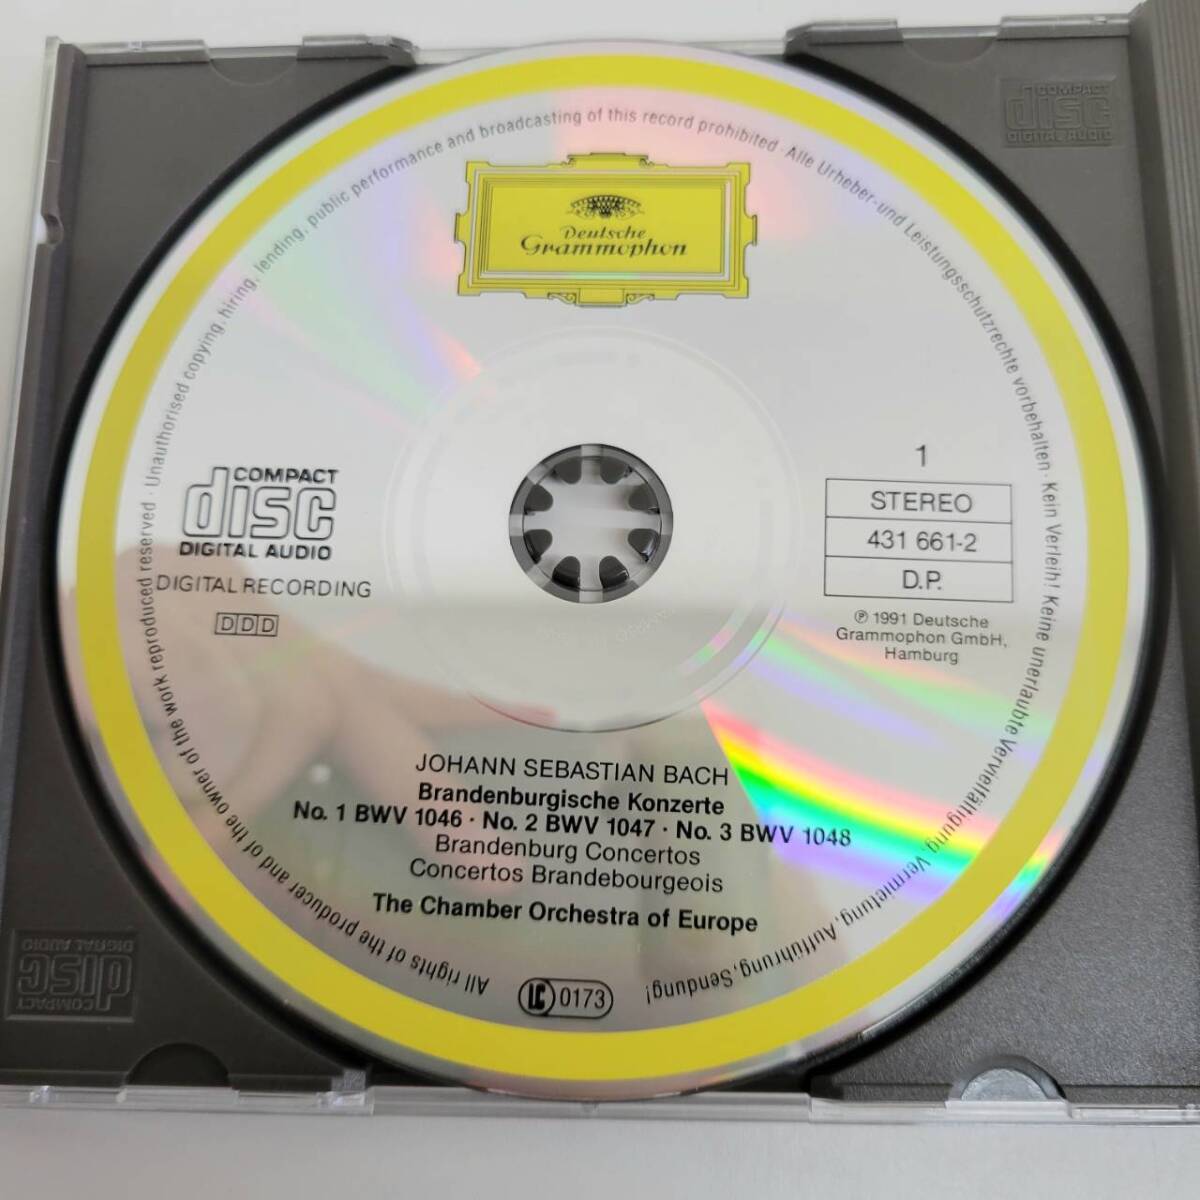 Deutsche
Grammophon
COMPACT
disc
DIGITAL AUDIO
DIGITAL RECORDING
DDD
1
STEREO
431 661-2
D.P.
℗ 1991 Deutsche
Grammophon GmbH,
Hamburg
JOHANN SEBASTIAN BACH
Brandenburgische Konzerte
No. 1 BWV 1046 · No. 2 BWV 1047 · No. 3 BWV 1048
Brandenburg Concertos
Concertos Brandebourgeois
The Chamber Orchestra of Europe
LC 0173
All rights of the producer and of the owner of the work reproduced reserved · Unauthorised copying, hiring, lending, public performance and broadcasting of this record prohibited · Alle Urheber- und Leistungsschutzrechte vorbehalten · Kein Verleih! Keine unerlaubte Vervielfältigung, Vermietung, Aufführung, Sendung!
COMPACT
disc
DIGITAL AUDIO
COMPACT
disc
DIGITAL AUDIO